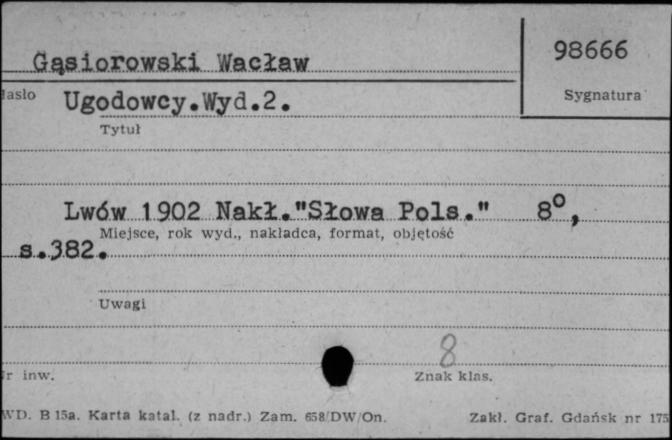 98666
Gąsiorowski Wacław
Hasło Ugodowcy.Wyd.2. Sygnatura
Tytuł
Lwów 1902 Nakł."Słowa Pols." 8°,
Miejsce, rok wyd., nakładca, format, objętość
s.382.
Uwagi
8
Nr inw. Znak klas.
WD. B 15a. Karta katal. (z nadr.) Zam. 658/DW/On. Zakł. Graf. Gdańsk nr 175